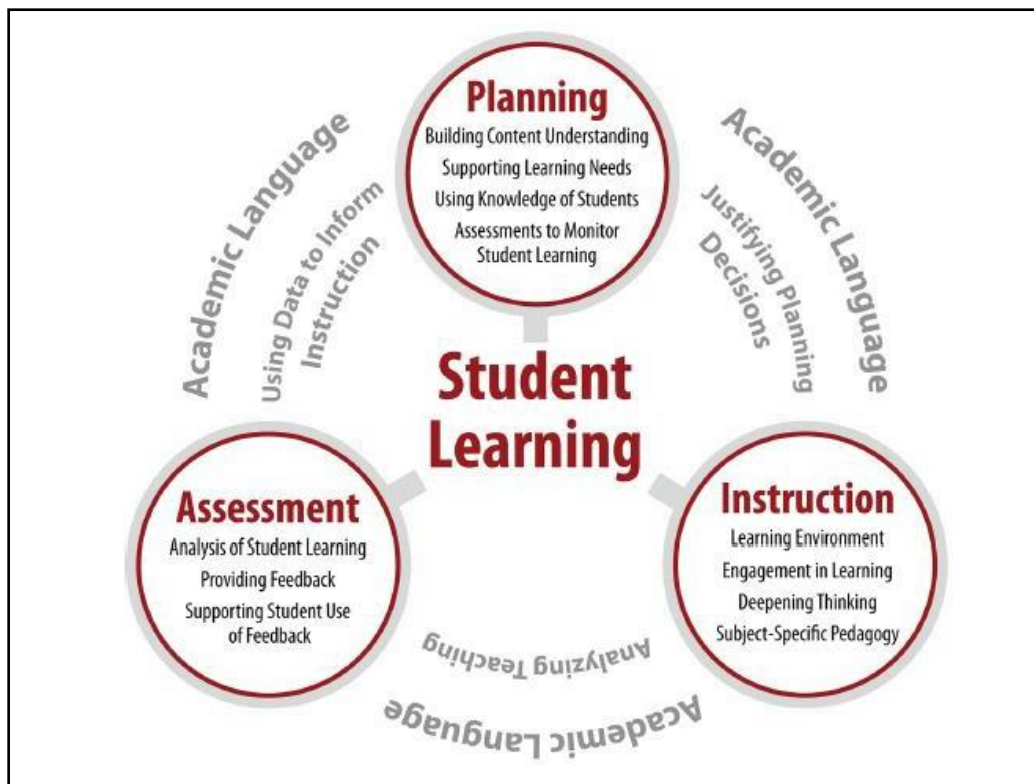 Planning
Building Content Understanding
Supporting Learning Needs
Using Knowledge of Students
Assessments to Monitor
Student Learning
Academic Language
Using Data to Inform
Instruction
Academic Language
Justifying Planning
Decisions
Student
Learning
Assessment
Analysis of Student Learning
Providing Feedback
Supporting Student Use
of Feedback
Instruction
Learning Environment
Engagement in Learning
Deepening Thinking
Subject-Specific Pedagogy
Analyzing Teaching
Academic Language